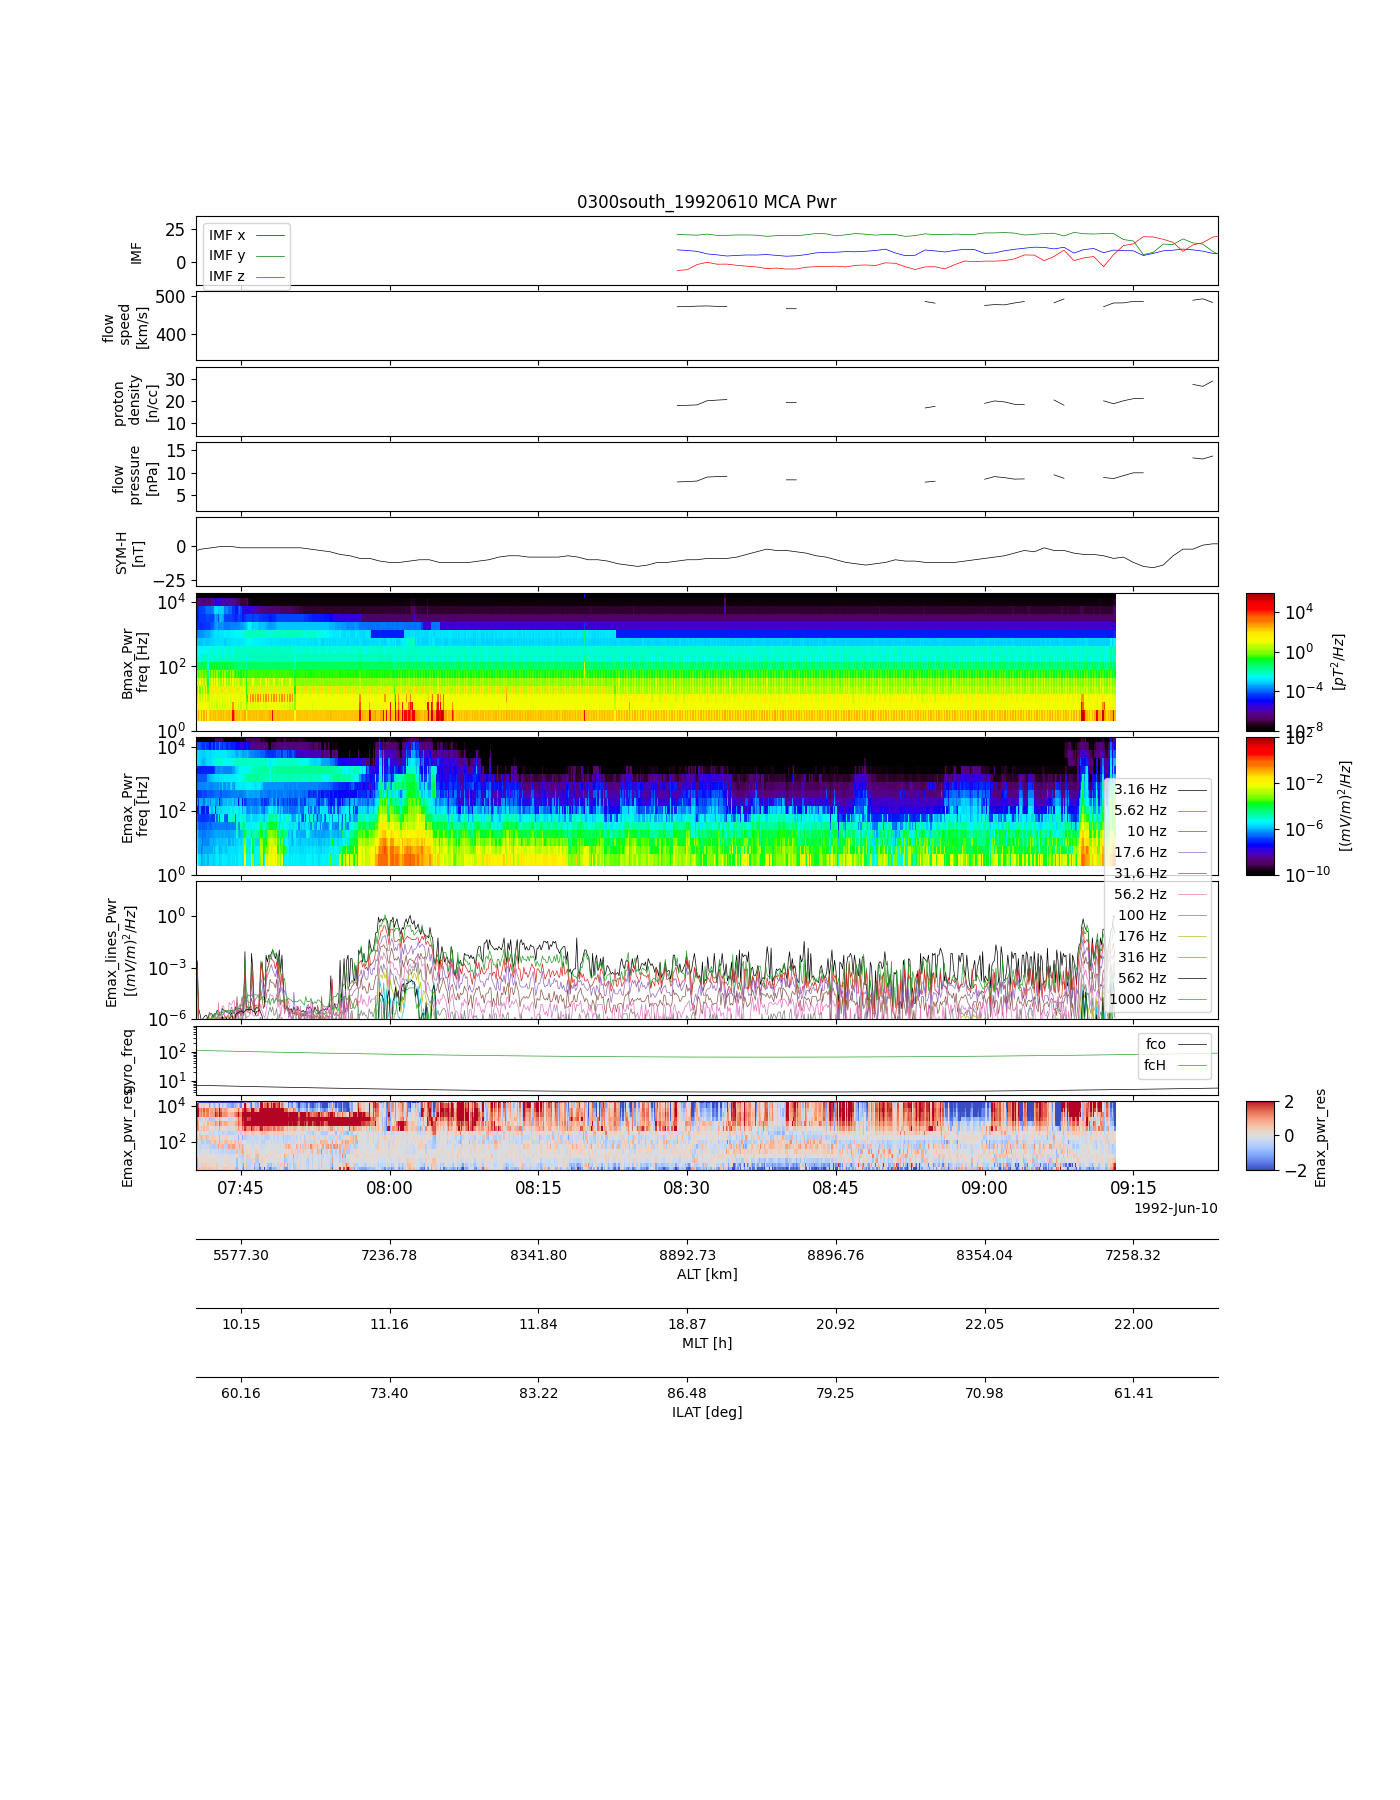 0300south_19920610 MCA Pwr
IMF
25
0
IMF x
IMF y
IMF z
flow
speed
[km/s]
500
400
proton
density
[n/cc]
30
20
10
flow
pressure
[nPa]
15
10
5
SYM-H
[nT]
0
−25
Bmax_Pwr
freq [Hz]
10^4
10^2
10^0
10^4
10^0
10^−4
10^−8
[pT^2/Hz]
Emax_Pwr
freq [Hz]
10^4
10^2
10^0
10^2
10^−2
10^−6
10^−10
[(mV/m)^2/Hz]
3.16 Hz
5.62 Hz
10 Hz
17.6 Hz
31.6 Hz
56.2 Hz
100 Hz
176 Hz
316 Hz
562 Hz
1000 Hz
Emax_lines_Pwr
[(mV/m)^2/Hz]
10^0
10^−3
10^−6
gyro_freq
10^2
10^1
fco
fcH
Emax_pwr_res
10^4
10^2
2
0
−2
Emax_pwr_res
07:45 08:00 08:15 08:30 08:45 09:00 09:15
1992-Jun-10
5577.30 7236.78 8341.80 8892.73 8896.76 8354.04 7258.32
ALT [km]
10.15 11.16 11.84 18.87 20.92 22.05 22.00
MLT [h]
60.16 73.40 83.22 86.48 79.25 70.98 61.41
ILAT [deg]